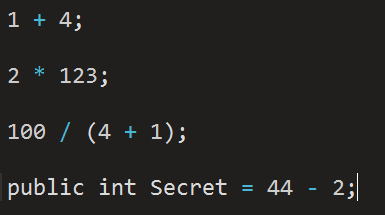 1 + 4;
2 * 123;
100 / (4 + 1);
public int Secret = 44 - 2;